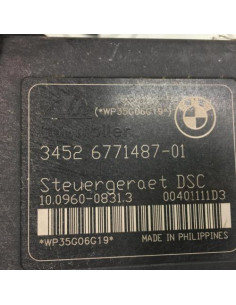 (*WP35G06G19*)
3452 6771487-01
Steuergeraet DSC
10.0960-0831.3 00401111D3
*WP35G06G19*
MADE IN PHILIPPINES